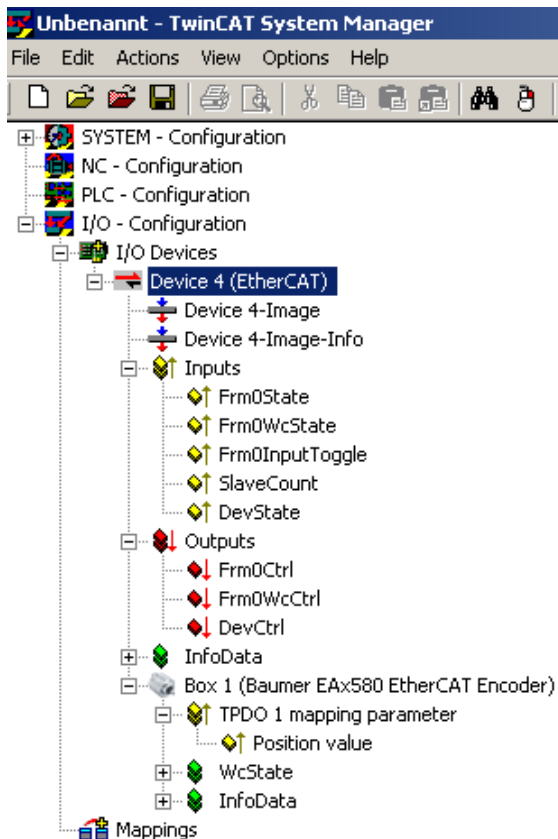 Unbenannt - TwinCAT System Manager
File Edit Actions View Options Help
SYSTEM - Configuration
NC - Configuration
PLC - Configuration
I/O - Configuration
I/O Devices
Device 4 (EtherCAT)
Device 4-Image
Device 4-Image-Info
Inputs
Frm0State
Frm0WcState
Frm0InputToggle
SlaveCount
DevState
Outputs
Frm0Ctrl
Frm0WcCtrl
DevCtrl
InfoData
Box 1 (Baumer EAx580 EtherCAT Encoder)
TPDO 1 mapping parameter
Position value
WcState
InfoData
Mappings